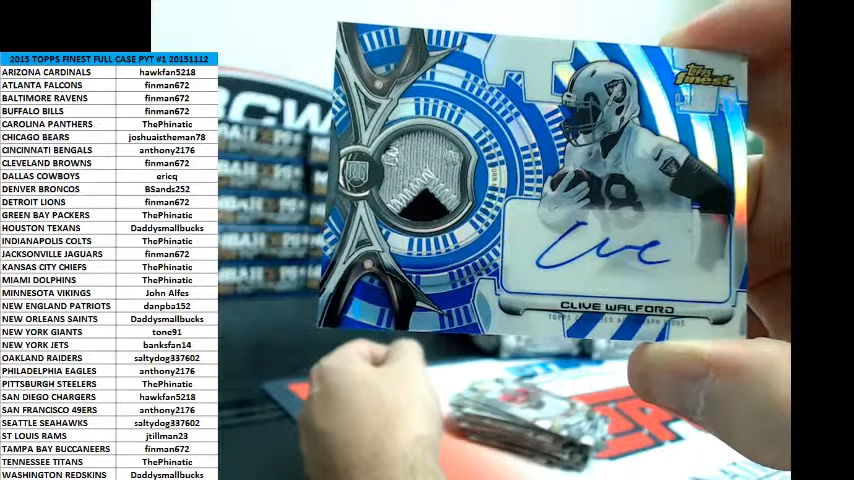 2015 TOPPS FINEST FULL CASE PYT #1 20151112
ARIZONA CARDINALS hawkfan5218
ATLANTA FALCONS finman672
BALTIMORE RAVENS finman672
BUFFALO BILLS finman672
CAROLINA PANTHERS ThePhinatic
CHICAGO BEARS joshuaistheman78
CINCINNATI BENGALS anthony2176
CLEVELAND BROWNS finman672
DALLAS COWBOYS ericq
DENVER BRONCOS BSands252
DETROIT LIONS finman672
GREEN BAY PACKERS ThePhinatic
HOUSTON TEXANS Daddysmallbucks
INDIANAPOLIS COLTS ThePhinatic
JACKSONVILLE JAGUARS finman672
KANSAS CITY CHIEFS ThePhinatic
MIAMI DOLPHINS ThePhinatic
MINNESOTA VIKINGS John Alfes
NEW ENGLAND PATRIOTS danpba152
NEW ORLEANS SAINTS Daddysmallbucks
NEW YORK GIANTS tone91
NEW YORK JETS banksfan14
OAKLAND RAIDERS saltydog337602
PHILADELPHIA EAGLES anthony2176
PITTSBURGH STEELERS ThePhinatic
SAN DIEGO CHARGERS hawkfan5218
SAN FRANCISCO 49ERS anthony2176
SEATTLE SEAHAWKS saltydog337602
ST LOUIS RAMS jtillman23
TAMPA BAY BUCCANEERS finman672
TENNESSEE TITANS ThePhinatic
WASHINGTON REDSKINS Daddysmallbucks
Topps
finest
88
CLIVE WALFORD
TOPPS CERTIFIED AUTOGRAPH ISSUE
BCW